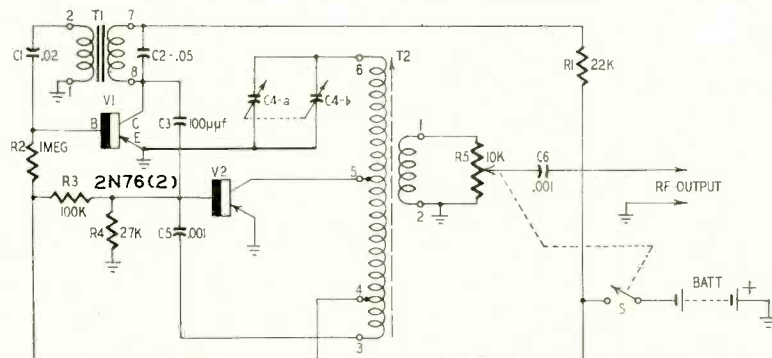 2 T1 7
C1 .02
C2-.05
1 8
V1
B C E
C3 100μμf
C4-a C4-b
6 T2
R1 22K
R2 1MEG
2N76(2) V2
R3 100K
R4 27K
C5 .001
5
4
3
1
2
R5 10K
C6 .001
RF OUTPUT
S BATT +